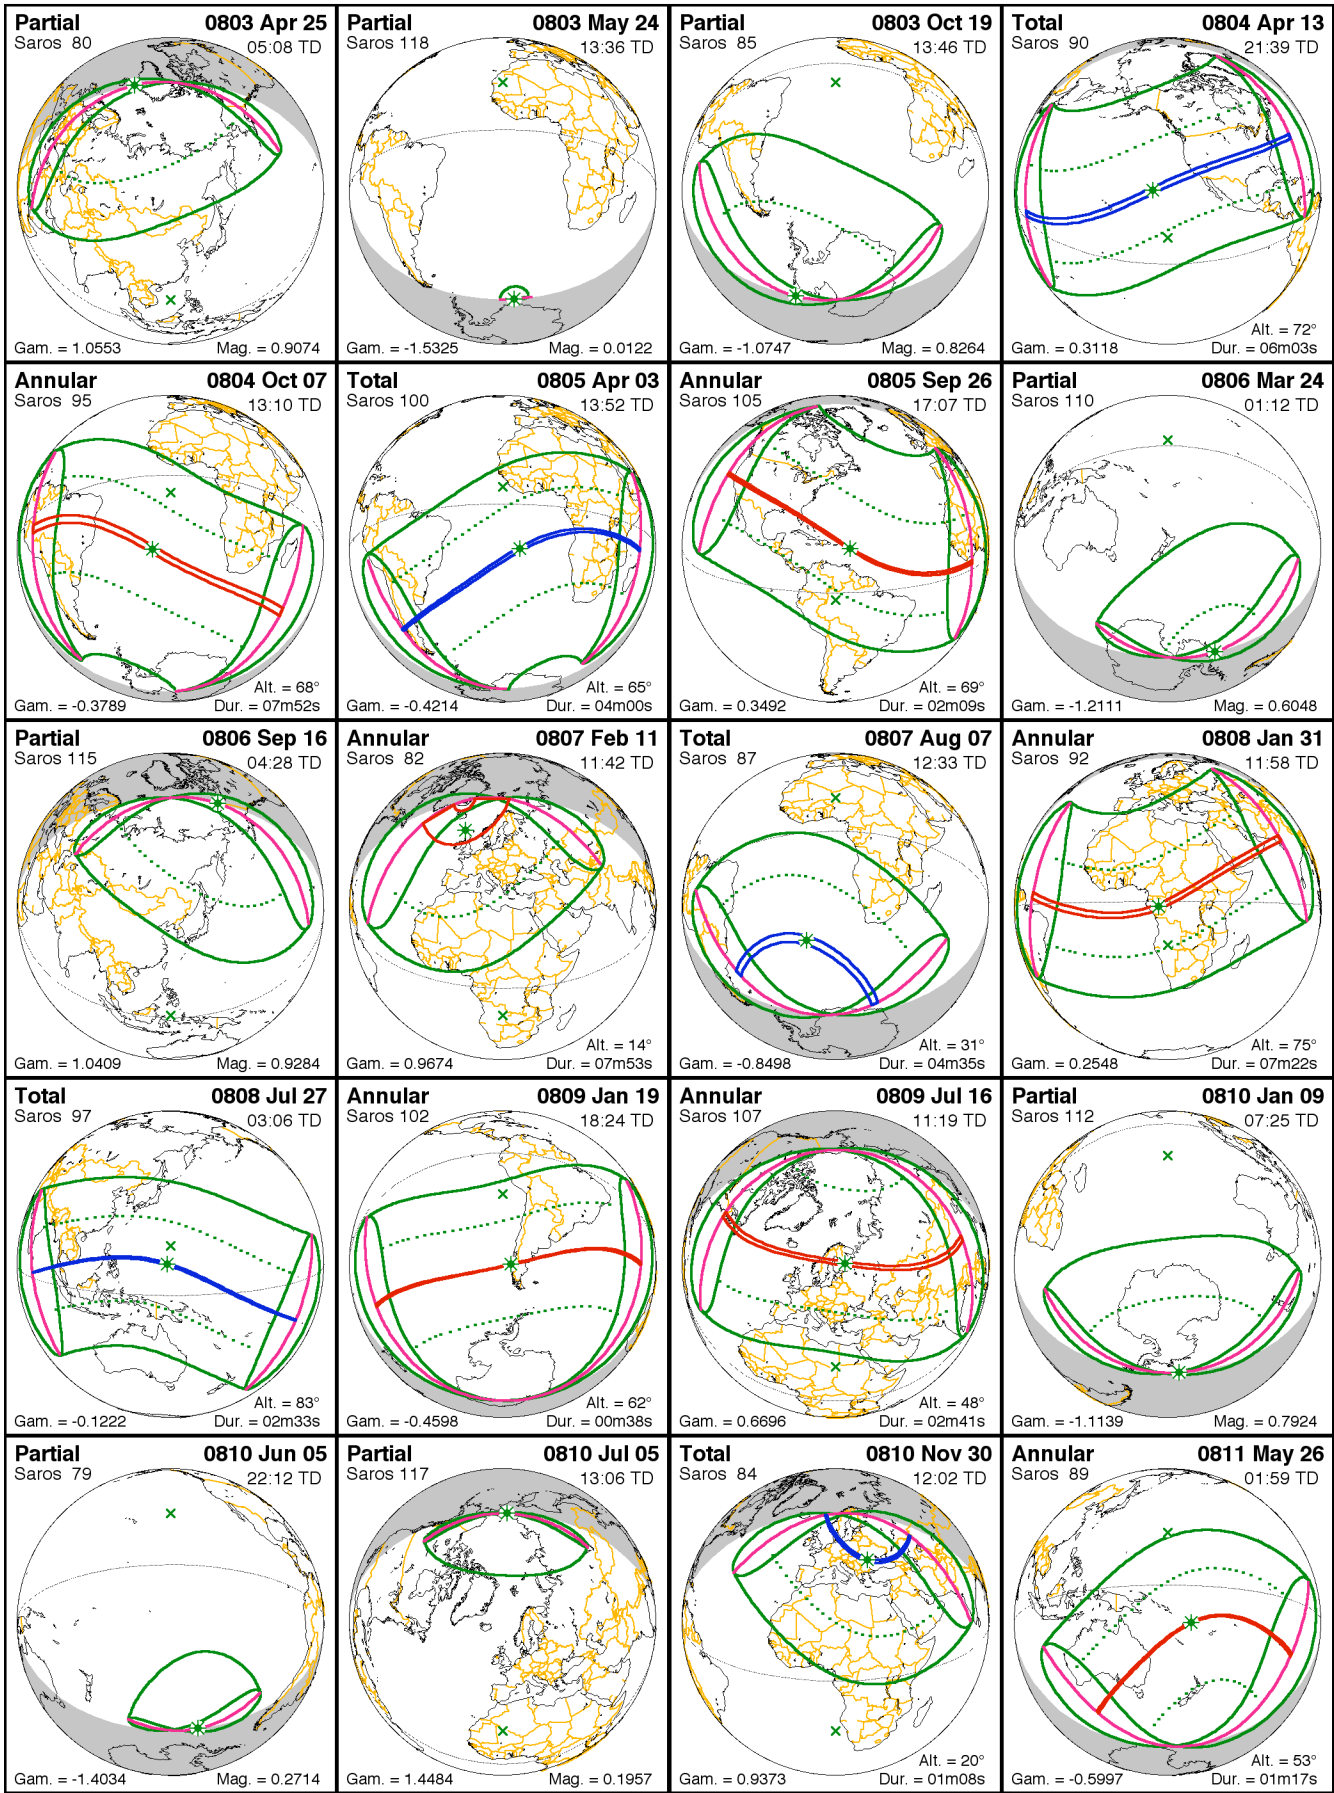 Partial 0803 Apr 25
Saros 80 05:08 TD
Gam. = 1.0553 Mag. = 0.9074
Partial 0803 May 24
Saros 118 13:36 TD
Gam. = -1.5325 Mag. = 0.0122
Partial 0803 Oct 19
Saros 85 13:46 TD
Gam. = -1.0747 Mag. = 0.8264
Total 0804 Apr 13
Saros 90 21:39 TD
Alt. = 72°
Gam. = 0.3118 Dur. = 06m03s
Annular 0804 Oct 07
Saros 95 13:10 TD
Alt. = 68°
Gam. = -0.3789 Dur. = 07m52s
Total 0805 Apr 03
Saros 100 13:52 TD
Alt. = 65°
Gam. = -0.4214 Dur. = 04m00s
Annular 0805 Sep 26
Saros 105 17:07 TD
Alt. = 69°
Gam. = 0.3492 Dur. = 02m09s
Partial 0806 Mar 24
Saros 110 01:12 TD
Gam. = -1.2111 Mag. = 0.6048
Partial 0806 Sep 16
Saros 115 04:28 TD
Gam. = 1.0409 Mag. = 0.9284
Annular 0807 Feb 11
Saros 82 11:42 TD
Alt. = 14°
Gam. = 0.9674 Dur. = 07m53s
Total 0807 Aug 07
Saros 87 12:33 TD
Alt. = 31°
Gam. = -0.8498 Dur. = 04m35s
Annular 0808 Jan 31
Saros 92 11:58 TD
Alt. = 75°
Gam. = 0.2548 Dur. = 07m22s
Total 0808 Jul 27
Saros 97 03:06 TD
Alt. = 83°
Gam. = -0.1222 Dur. = 02m33s
Annular 0809 Jan 19
Saros 102 18:24 TD
Alt. = 62°
Gam. = -0.4598 Dur. = 00m38s
Annular 0809 Jul 16
Saros 107 11:19 TD
Alt. = 48°
Gam. = 0.6696 Dur. = 02m41s
Partial 0810 Jan 09
Saros 112 07:25 TD
Gam. = -1.1139 Mag. = 0.7924
Partial 0810 Jun 05
Saros 79 22:12 TD
Gam. = -1.4034 Mag. = 0.2714
Partial 0810 Jul 05
Saros 117 13:06 TD
Gam. = 1.4484 Mag. = 0.1957
Total 0810 Nov 30
Saros 84 12:02 TD
Alt. = 20°
Gam. = 0.9373 Dur. = 01m08s
Annular 0811 May 26
Saros 89 01:59 TD
Alt. = 53°
Gam. = -0.5997 Dur. = 01m17s